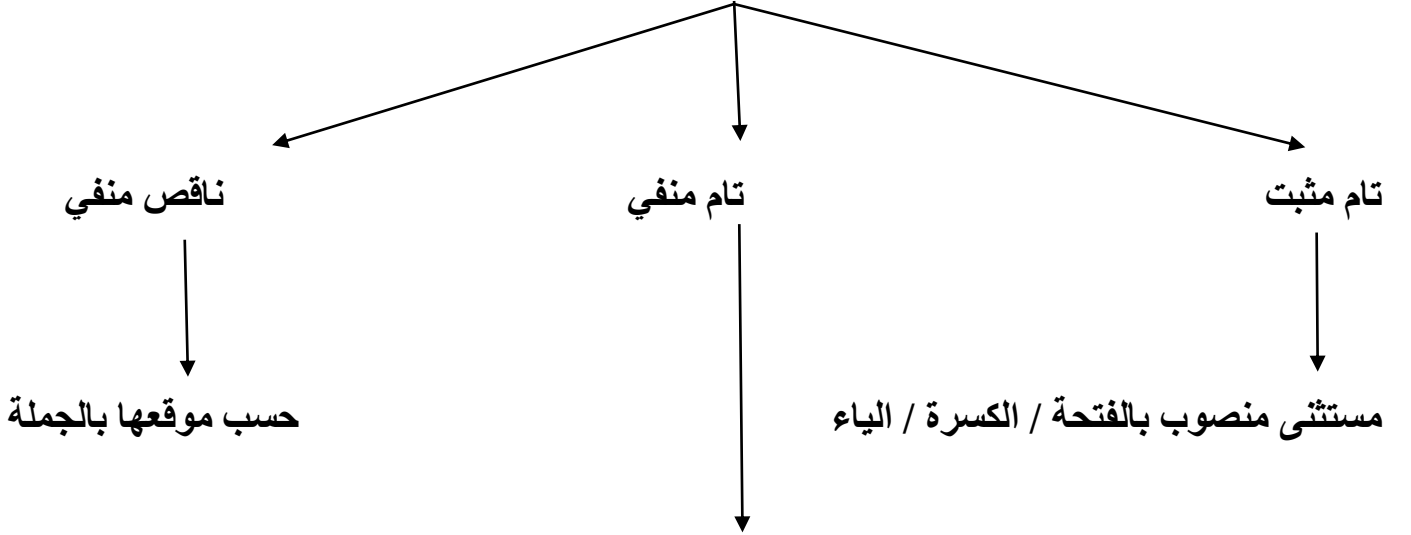 تام مثبت
تام منفي
ناقص منفي
مستثنى منصوب بالفتحة / الكسرة / الياء
حسب موقعها بالجملة